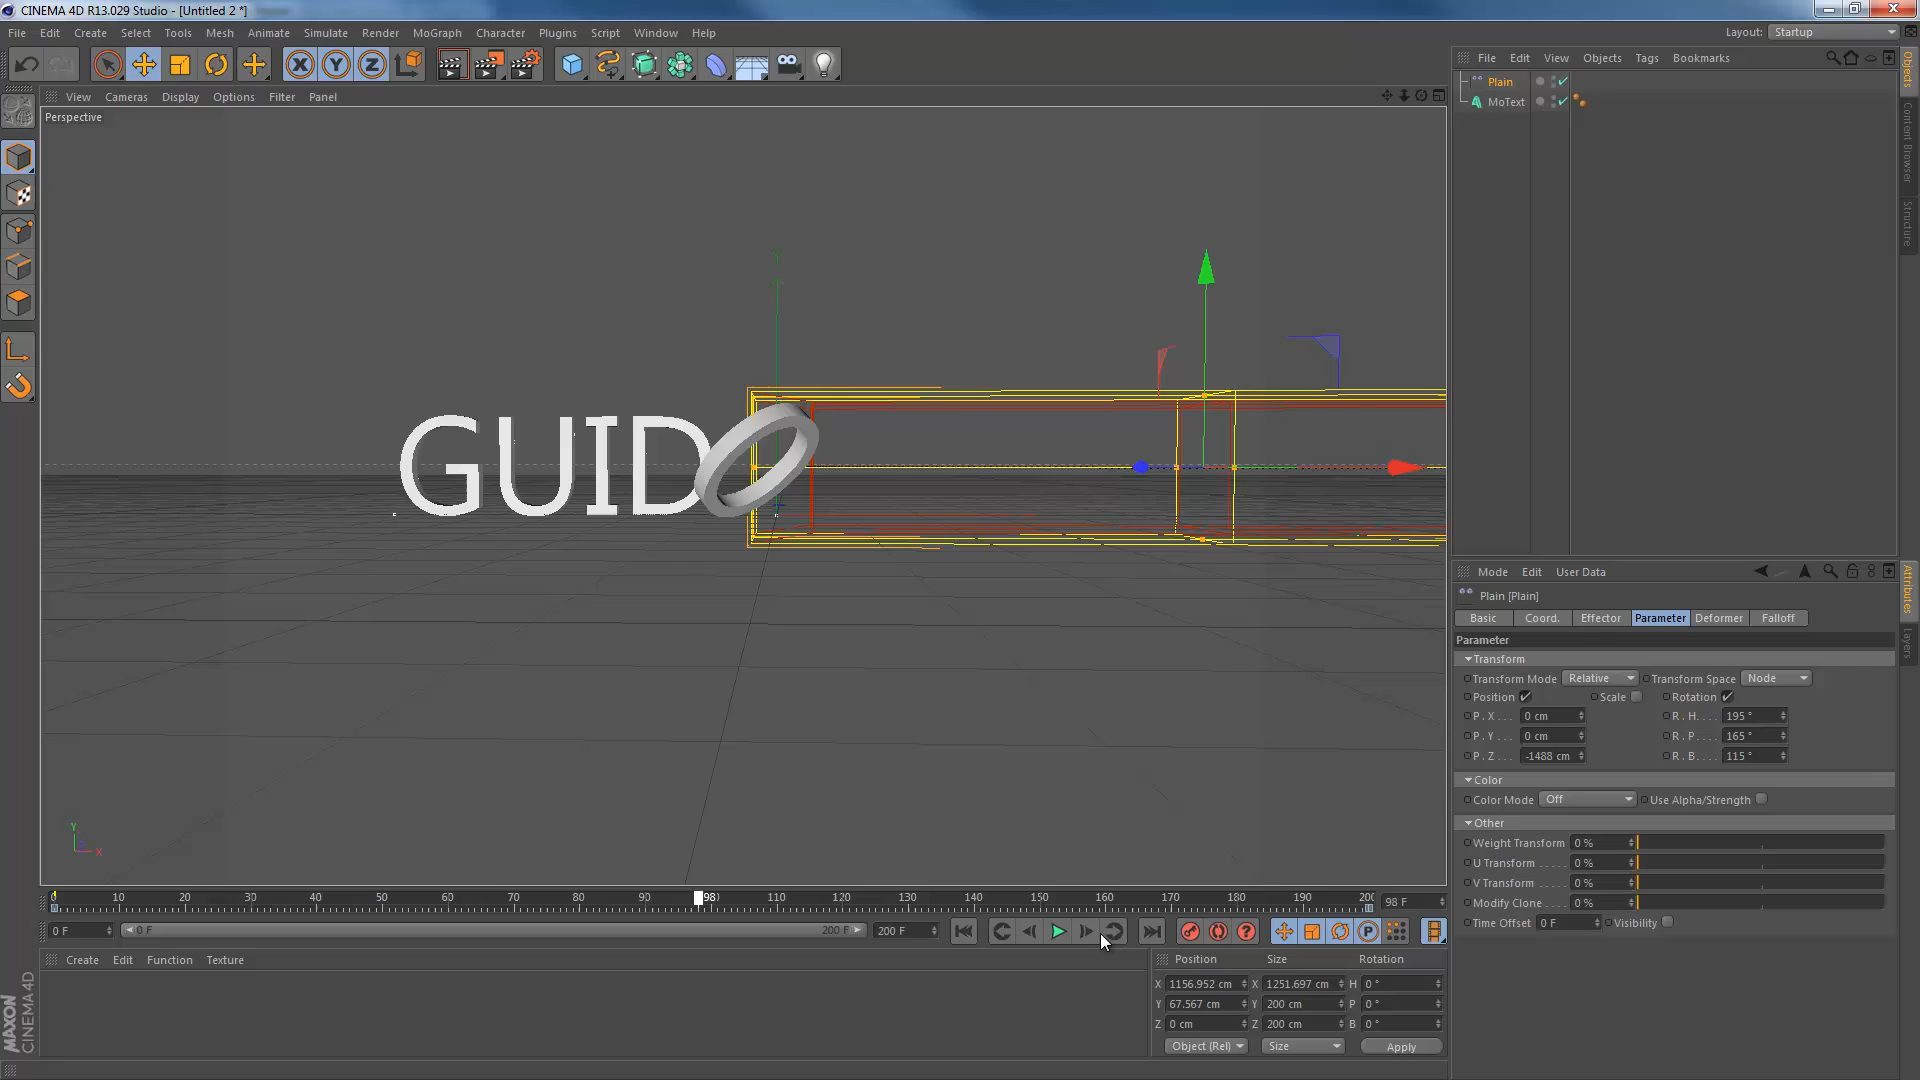 CINEMA 4D R13.029 Studio - [Untitled 2 *]
File Edit Create Select Tools Mesh Animate Simulate Render MoGraph Character Plugins Script Window Help
Layout: Startup
X Y Z
View Cameras Display Options Filter Panel
Perspective
GUIDO
Y
X
File Edit View Objects Tags Bookmarks
Plain
MoText
Objects
Content Browser
Structure
Mode Edit User Data
Plain [Plain]
Basic Coord. Effector Parameter Deformer Falloff
Parameter
Transform
Transform Mode Relative Transform Space Node
Position Scale Rotation
P . X . . . 0 cm R . H. . . . 195 °
P . Y . . . 0 cm R . P. . . . 165 °
P . Z . . . -1488 cm R . B. . . . 115 °
Color
Color Mode Off Use Alpha/Strength
Other
Weight Transform 0 %
U Transform . . . . . 0 %
V Transform . . . . . 0 %
Modify Clone . . . . 0 %
Time Offset 0 F Visibility
Attributes
Layers
0 10 20 30 40 50 60 70 80 90 98 110 120 130 140 150 160 170 180 190 200 98 F
0 F 0 F 200 F 200 F
Create Edit Function Texture
Position Size Rotation
X 1156.952 cm X 1251.697 cm H 0 °
Y 67.567 cm Y 200 cm P 0 °
Z 0 cm Z 200 cm B 0 °
Object (Rel) Size Apply
MAXON
CINEMA 4D